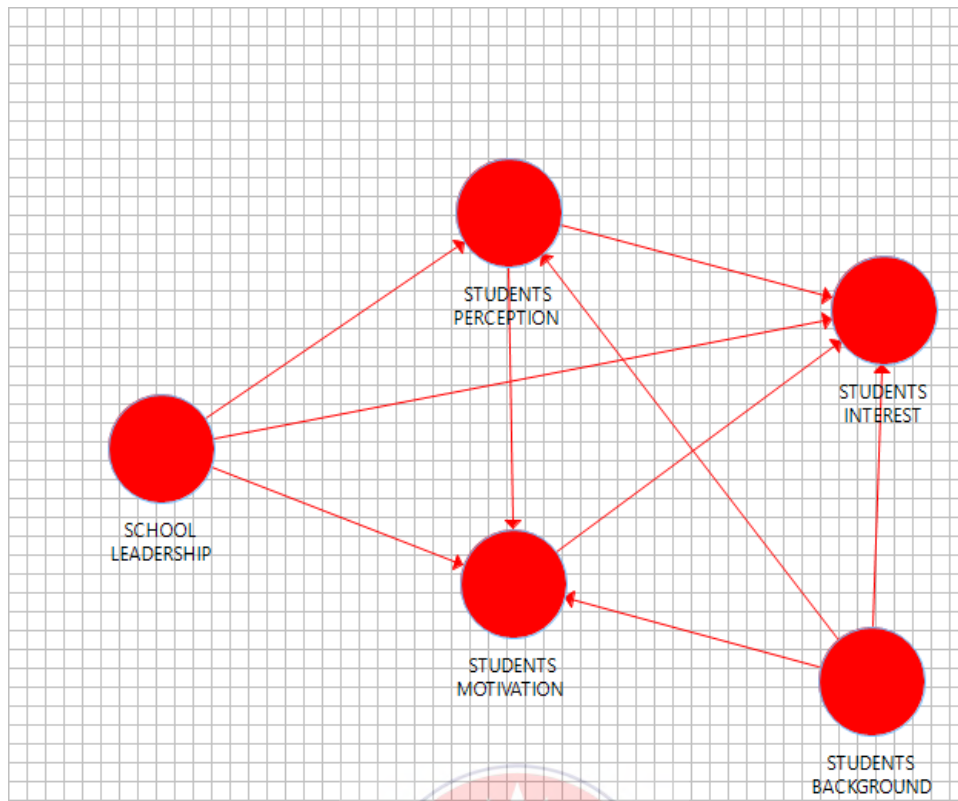 STUDENTS
PERCEPTION
STUDENTS
INTEREST
SCHOOL
LEADERSHIP
STUDENTS
MOTIVATION
STUDENTS
BACKGROUND